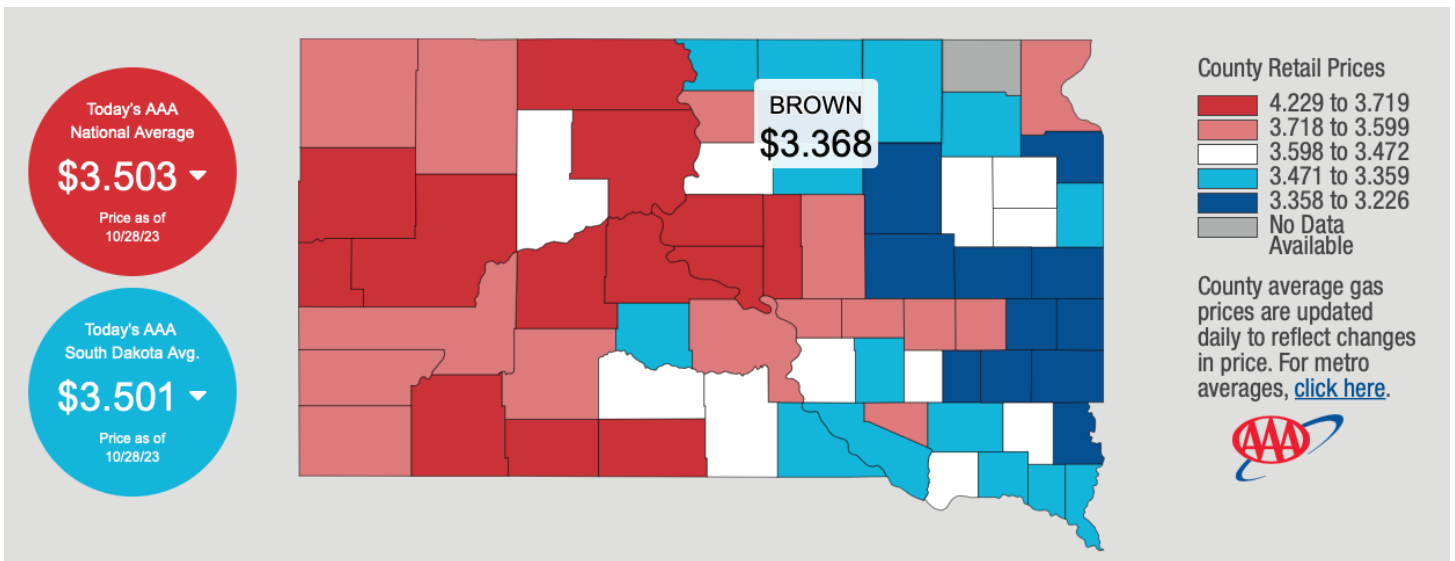 Today's AAA
National Average
$3.503
Price as of
10/28/23
Today's AAA
South Dakota Avg.
$3.501
Price as of
10/28/23
BROWN
$3.368
County Retail Prices
4.229 to 3.719
3.718 to 3.599
3.598 to 3.472
3.471 to 3.359
3.358 to 3.226
No Data
Available
County average gas
prices are updated
daily to reflect changes
in price. For metro
averages, click here.
AAA